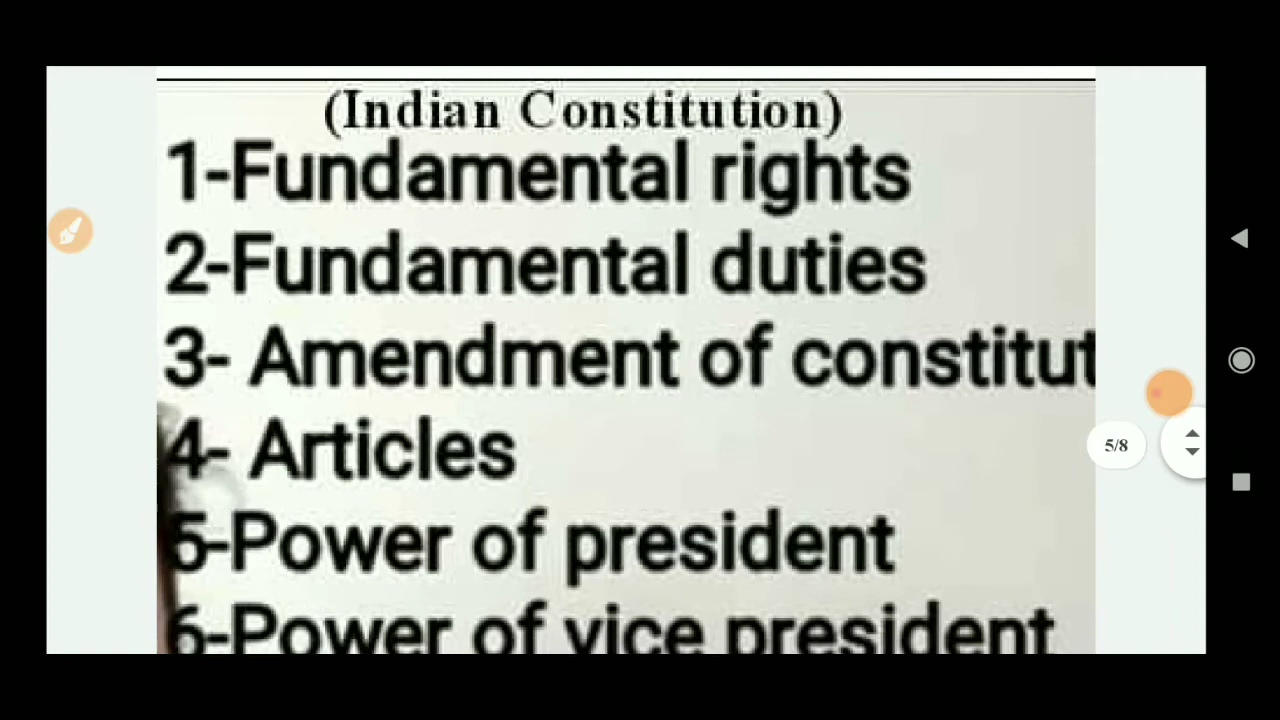 (Indian Constitution)
1-Fundamental rights
2-Fundamental duties
3- Amendment of constitut
4- Articles
5-Power of president
6-Power of vice president
5/8